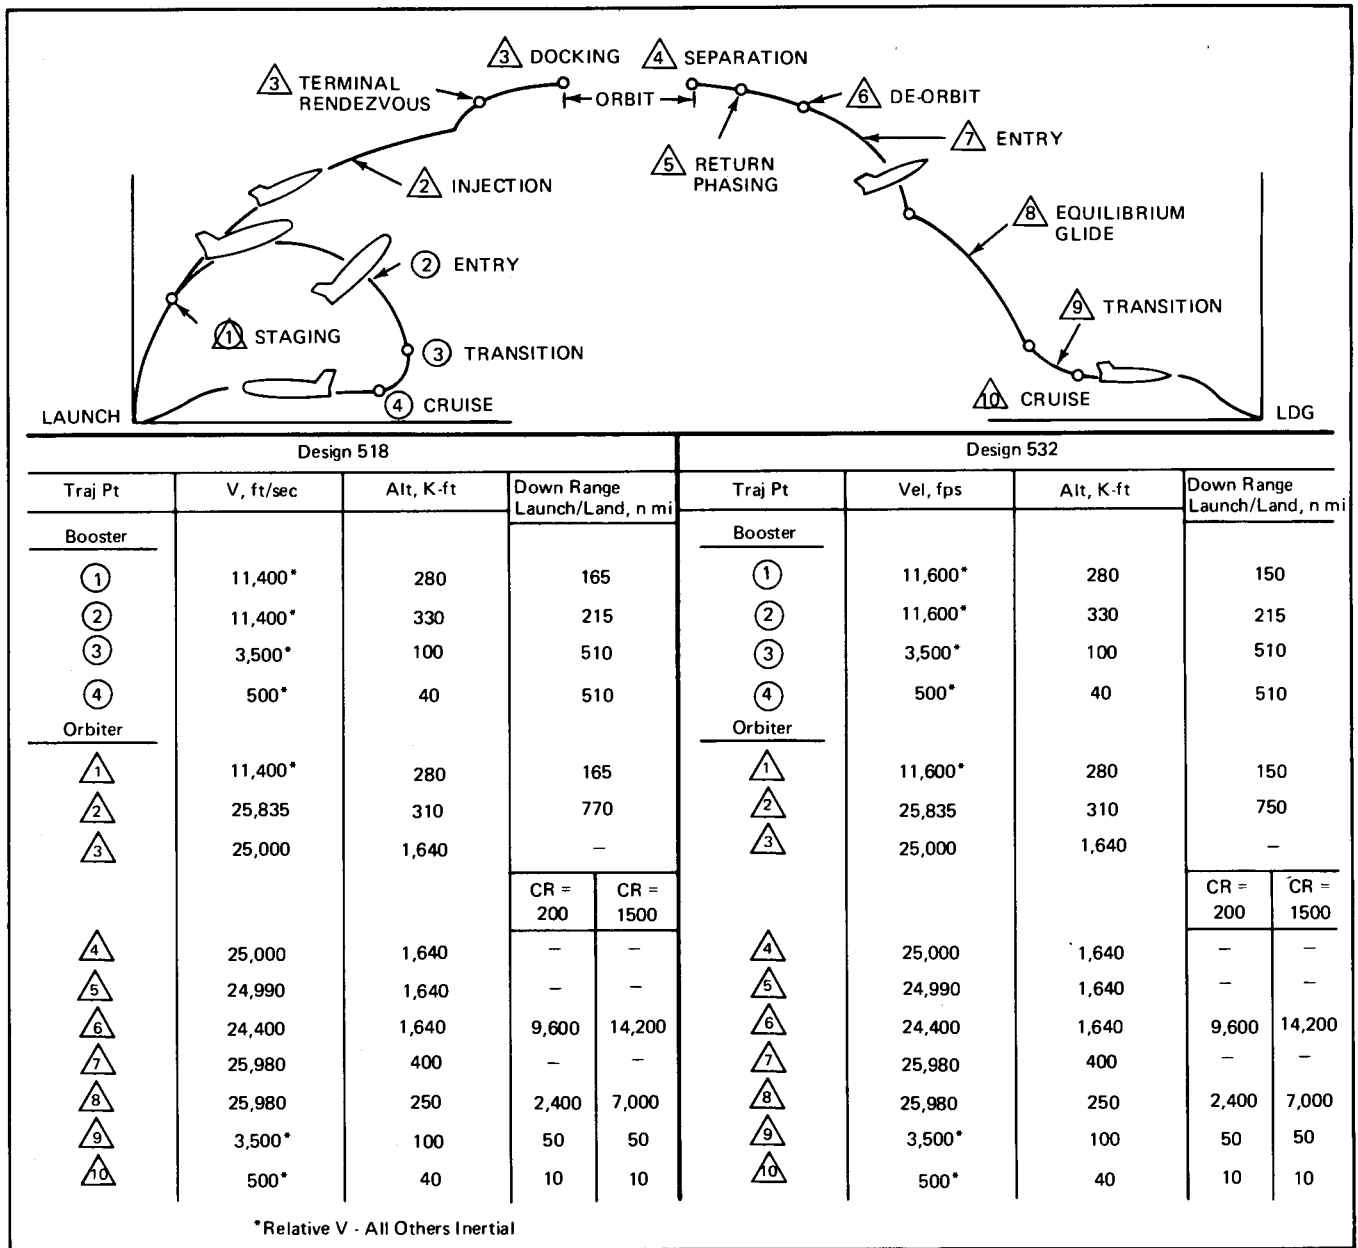 3 DOCKING
4 SEPARATION
3 TERMINAL
RENDEZVOUS
ORBIT
6 DE-ORBIT
7 ENTRY
5 RETURN
PHASING
2 INJECTION
8 EQUILIBRIUM
GLIDE
2 ENTRY
9 TRANSITION
1 STAGING
3 TRANSITION
4 CRUISE
10 CRUISE
LAUNCH
LDG
Design 518
Traj Pt V, ft/sec Alt, K-ft Down Range
Launch/Land, n mi
Booster
1 11,400* 280 165
2 11,400* 330 215
3 3,500* 100 510
4 500* 40 510
Orbiter
1 11,400* 280 165
2 25,835 310 770
3 25,000 1,640 –
CR = CR =
200 1500
4 25,000 1,640 – –
5 24,990 1,640 – –
6 24,400 1,640 9,600 14,200
7 25,980 400 – –
8 25,980 250 2,400 7,000
9 3,500* 100 50 50
10 500* 40 10 10
Design 532
Traj Pt Vel, fps Alt, K-ft Down Range
Launch/Land, n mi
Booster
1 11,600* 280 150
2 11,600* 330 215
3 3,500* 100 510
4 500* 40 510
Orbiter
1 11,600* 280 150
2 25,835 310 750
3 25,000 1,640 –
CR = CR =
200 1500
4 25,000 1,640 – –
5 24,990 1,640 – –
6 24,400 1,640 9,600 14,200
7 25,980 400 – –
8 25,980 250 2,400 7,000
9 3,500* 100 50 50
10 500* 40 10 10
*Relative V - All Others Inertial